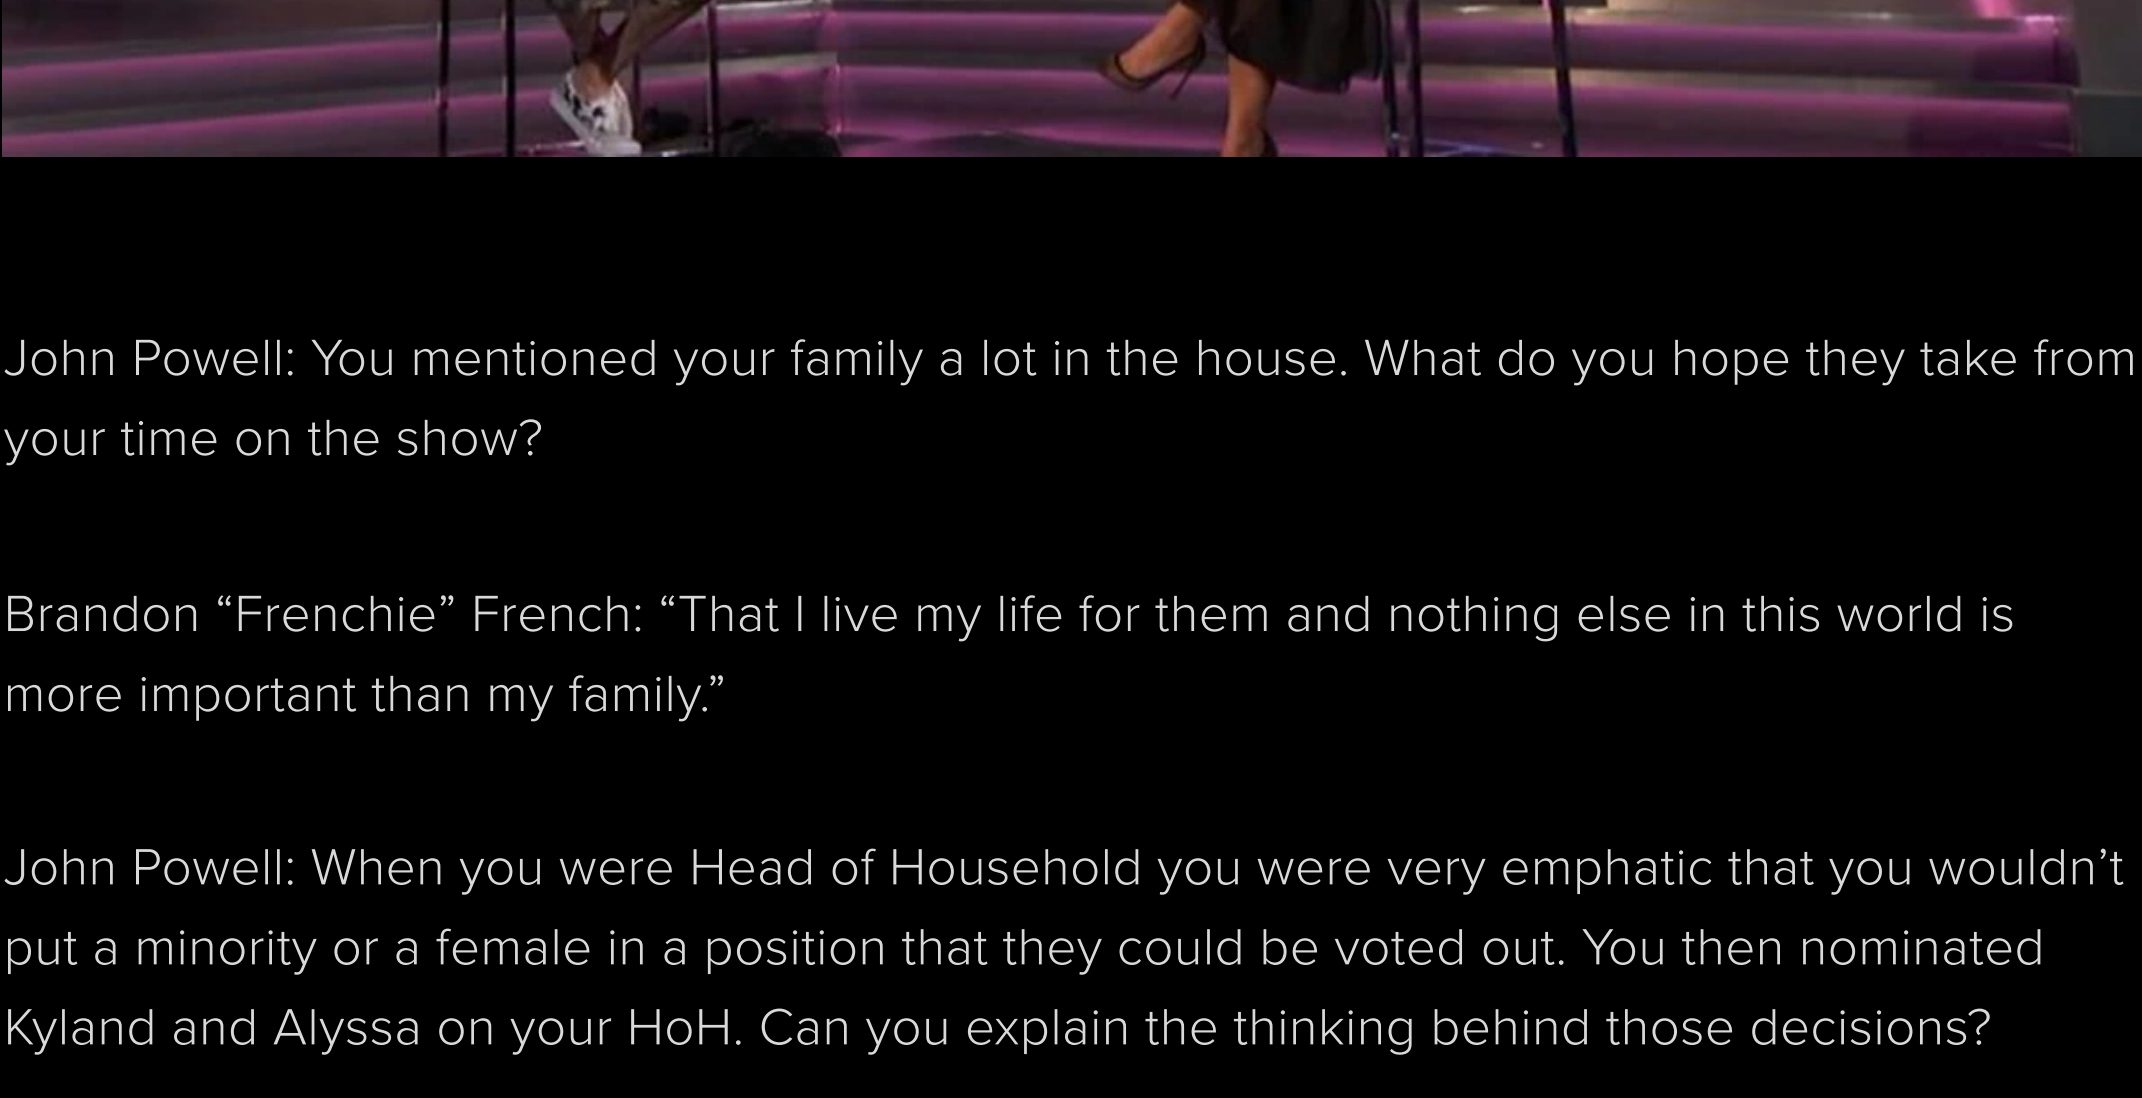 John Powell: You mentioned your family a lot in the house. What do you hope they take from
your time on the show?
Brandon “Frenchie” French: “That I live my life for them and nothing else in this world is
more important than my family.”
John Powell: When you were Head of Household you were very emphatic that you wouldn’t
put a minority or a female in a position that they could be voted out. You then nominated
Kyland and Alyssa on your HoH. Can you explain the thinking behind those decisions?